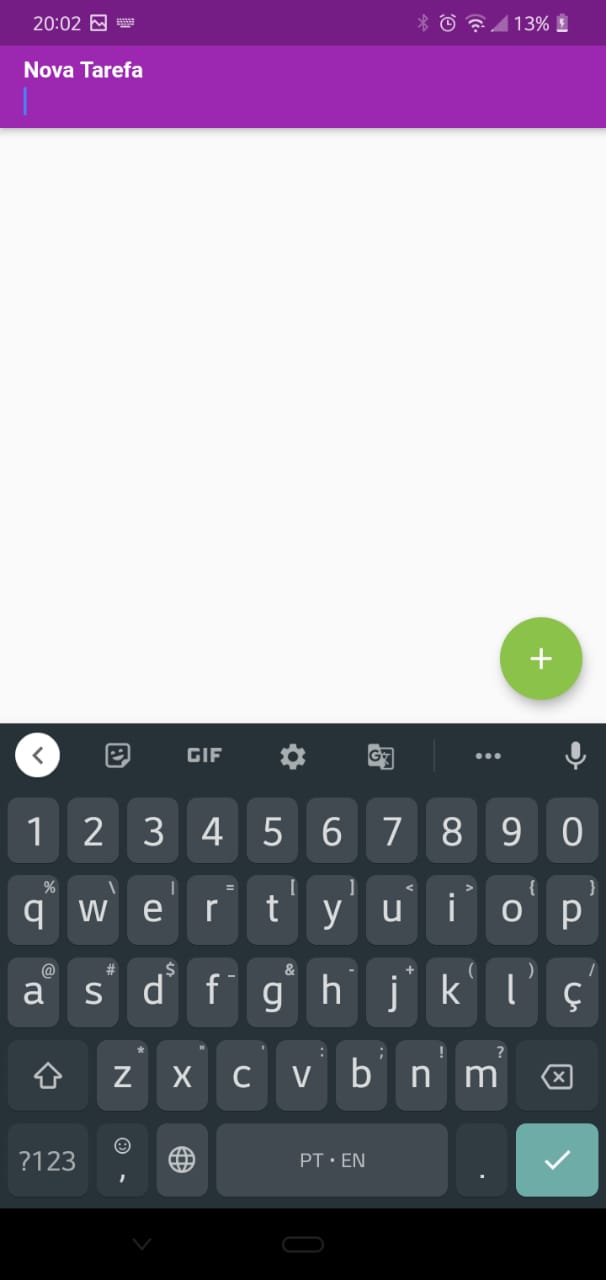 20:02 13%
Nova Tarefa
+
GIF G
1 2 3 4 5 6 7 8 9 0
% \ | = [ ] < > { }
q w e r t y u i o p
@ # $ _ & - + ( ) /
a s d f g h j k l ç
* " ' : ; ! ?
z x c v b n m
?123 , PT • EN .